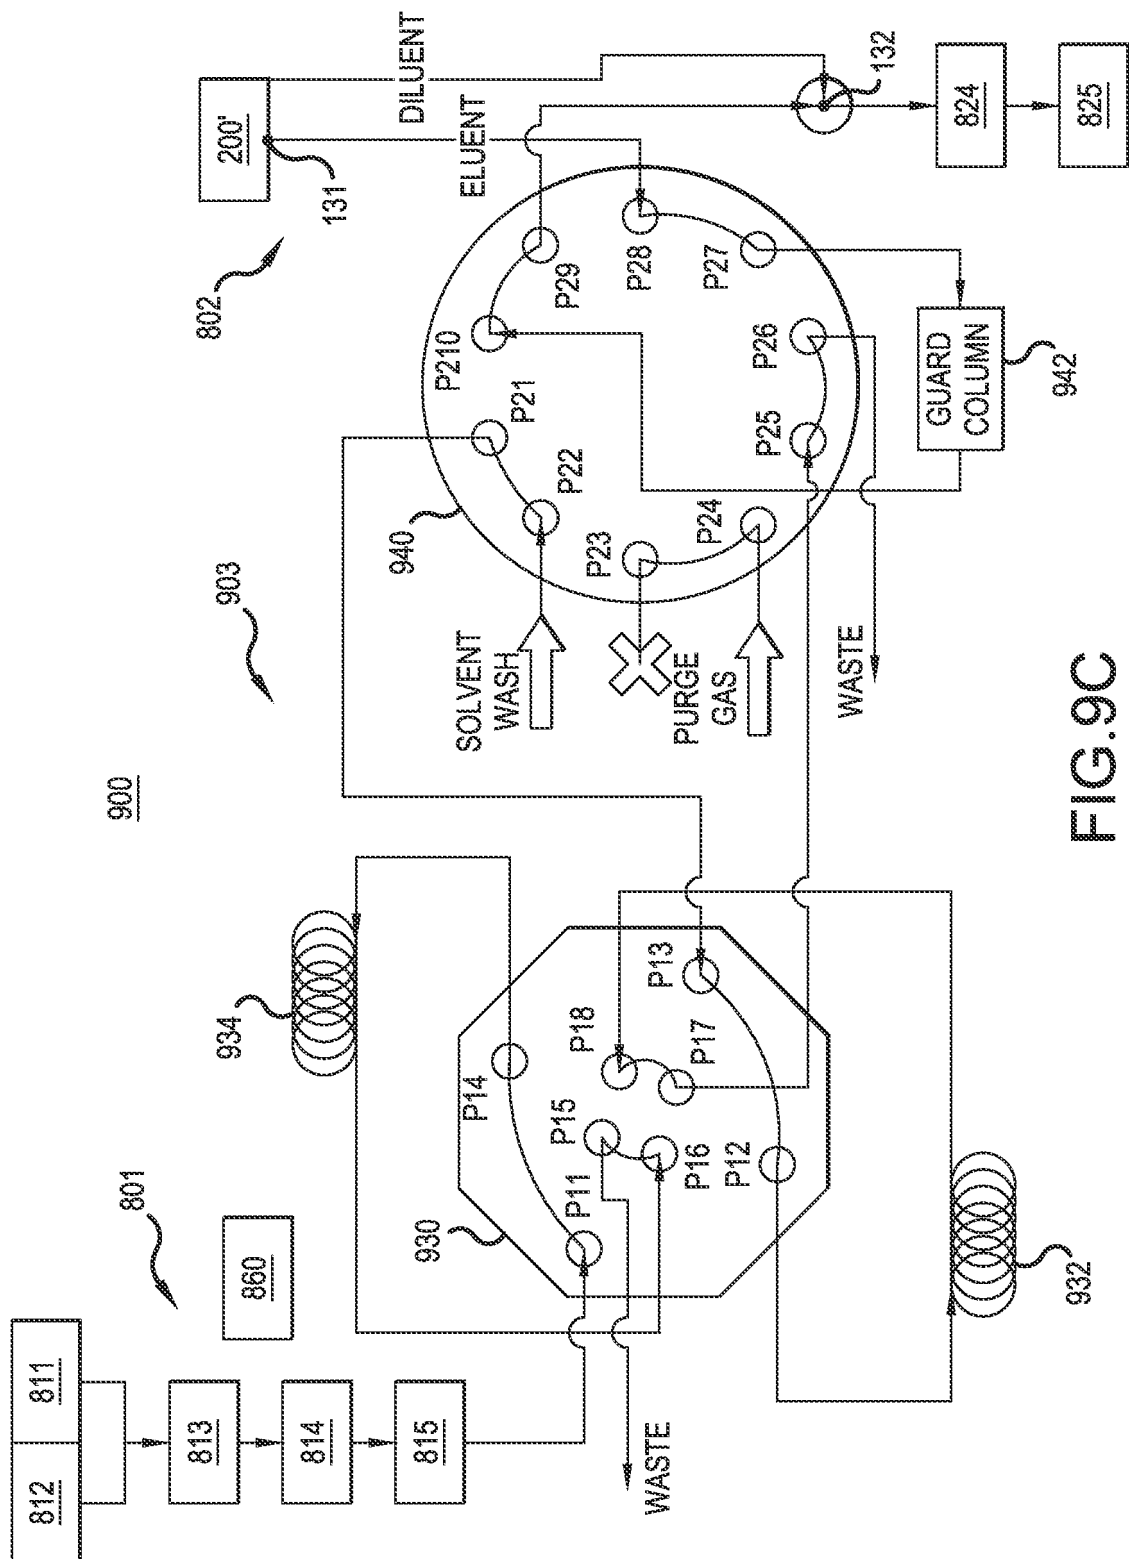 900
801
903
802
812
811
813
814
815
860
934
930
P11
P14
P15
P16
P18
P17
P13
P12
932
WASTE
940
P21
P22
P23
P24
P25
P26
P27
P28
P29
P210
SOLVENT
WASH
PURGE
GAS
WASTE
GUARD
COLUMN
942
200'
131
ELUENT
DILUENT
132
824
825
FIG.9C